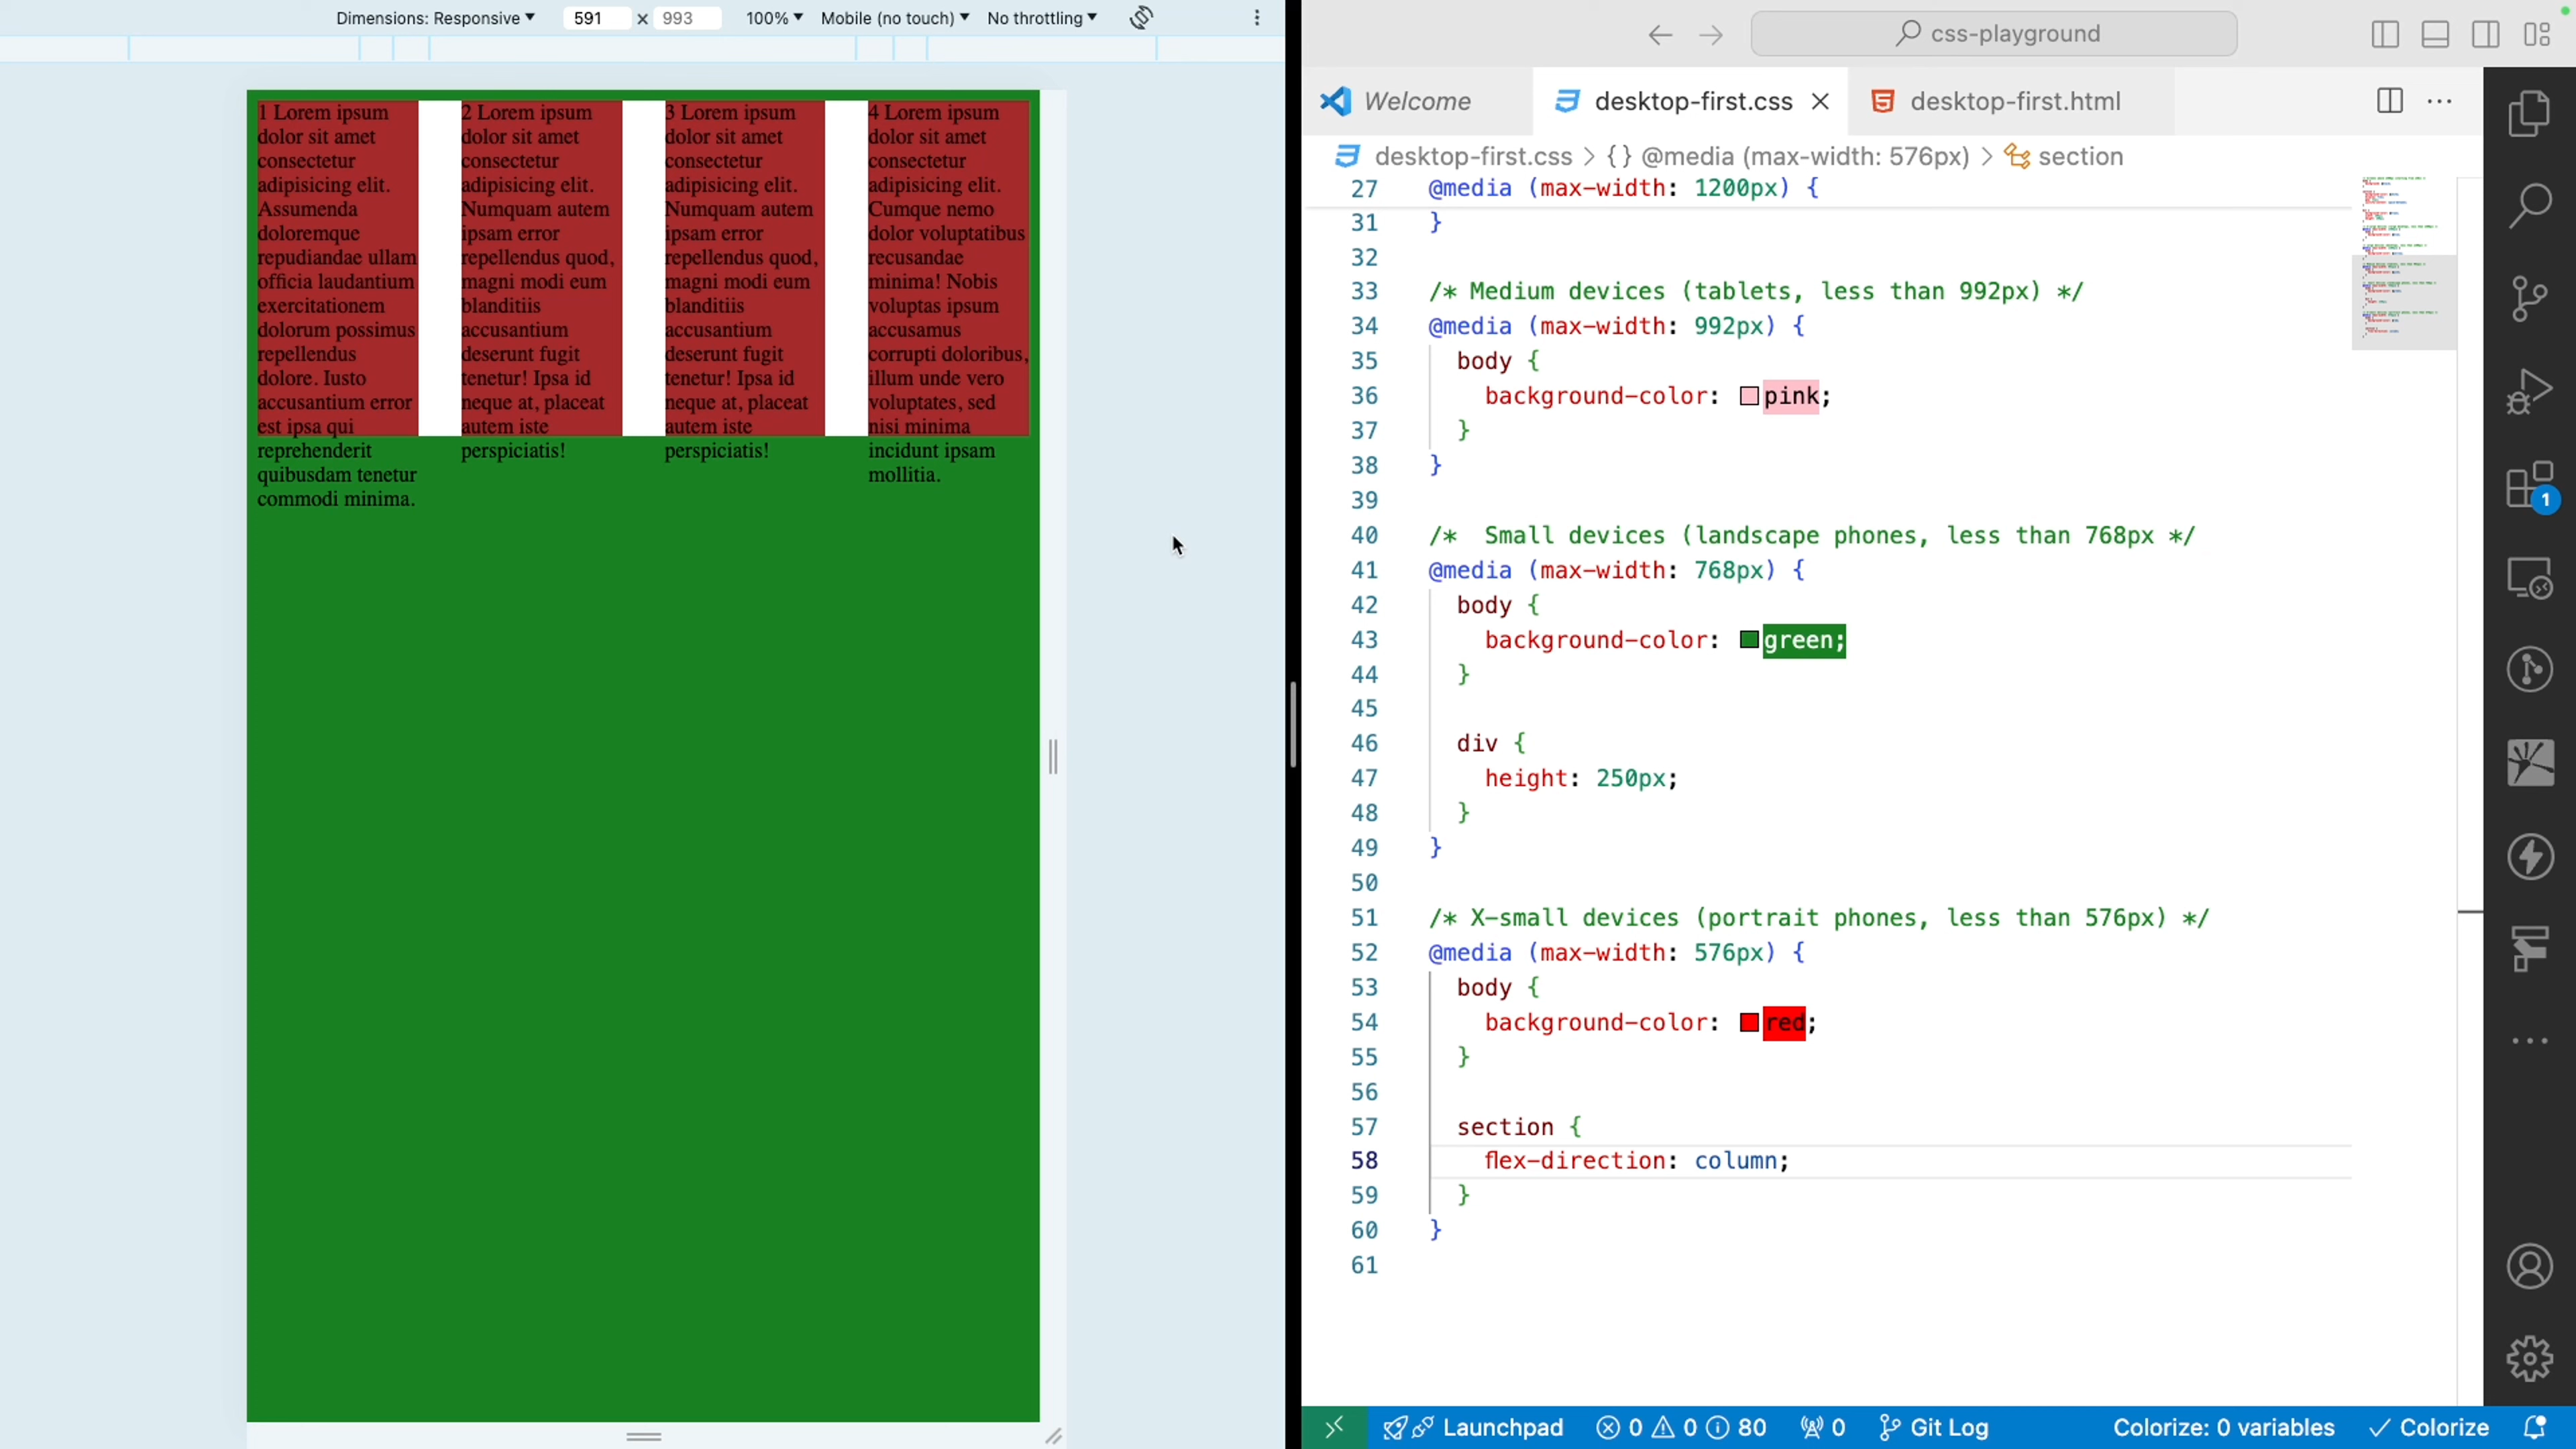 Dimensions: Responsive 591 x 993 100% Mobile (no touch) No throttling
1 Lorem ipsum
dolor sit amet
consectetur
adipisicing elit.
Assumenda
doloremque
repudiandae ullam
officia laudantium
exercitationem
dolorum possimus
repellendus
dolore. Iusto
accusantium error
est ipsa qui
reprehenderit
quibusdam tenetur
commodi minima.
2 Lorem ipsum
dolor sit amet
consectetur
adipisicing elit.
Numquam autem
ipsam error
repellendus quod,
magni modi eum
blanditiis
accusantium
deserunt fugit
tenetur! Ipsa id
neque at, placeat
autem iste
perspiciatis!
3 Lorem ipsum
dolor sit amet
consectetur
adipisicing elit.
Numquam autem
ipsam error
repellendus quod,
magni modi eum
blanditiis
accusantium
deserunt fugit
tenetur! Ipsa id
neque at, placeat
autem iste
perspiciatis!
4 Lorem ipsum
dolor sit amet
consectetur
adipisicing elit.
Cumque nemo
dolor voluptatibus
recusandae
minima! Nobis
voluptas ipsum
accusamus
corrupti doloribus,
illum unde vero
voluptates, sed
nisi minima
incidunt ipsam
mollitia.
css-playground
Welcome desktop-first.css desktop-first.html
desktop-first.css > {} @media (max-width: 576px) > section
27 @media (max-width: 1200px) {
31 }
32
33 /* Medium devices (tablets, less than 992px) */
34 @media (max-width: 992px) {
35 body {
36 background-color: pink;
37 }
38 }
39
40 /*  Small devices (landscape phones, less than 768px */
41 @media (max-width: 768px) {
42 body {
43 background-color: green;
44 }
45
46 div {
47 height: 250px;
48 }
49 }
50
51 /* X-small devices (portrait phones, less than 576px) */
52 @media (max-width: 576px) {
53 body {
54 background-color: red;
55 }
56
57 section {
58 flex-direction: column;
59 }
60 }
61
1
Launchpad 0 0 80 0 Git Log Colorize: 0 variables Colorize